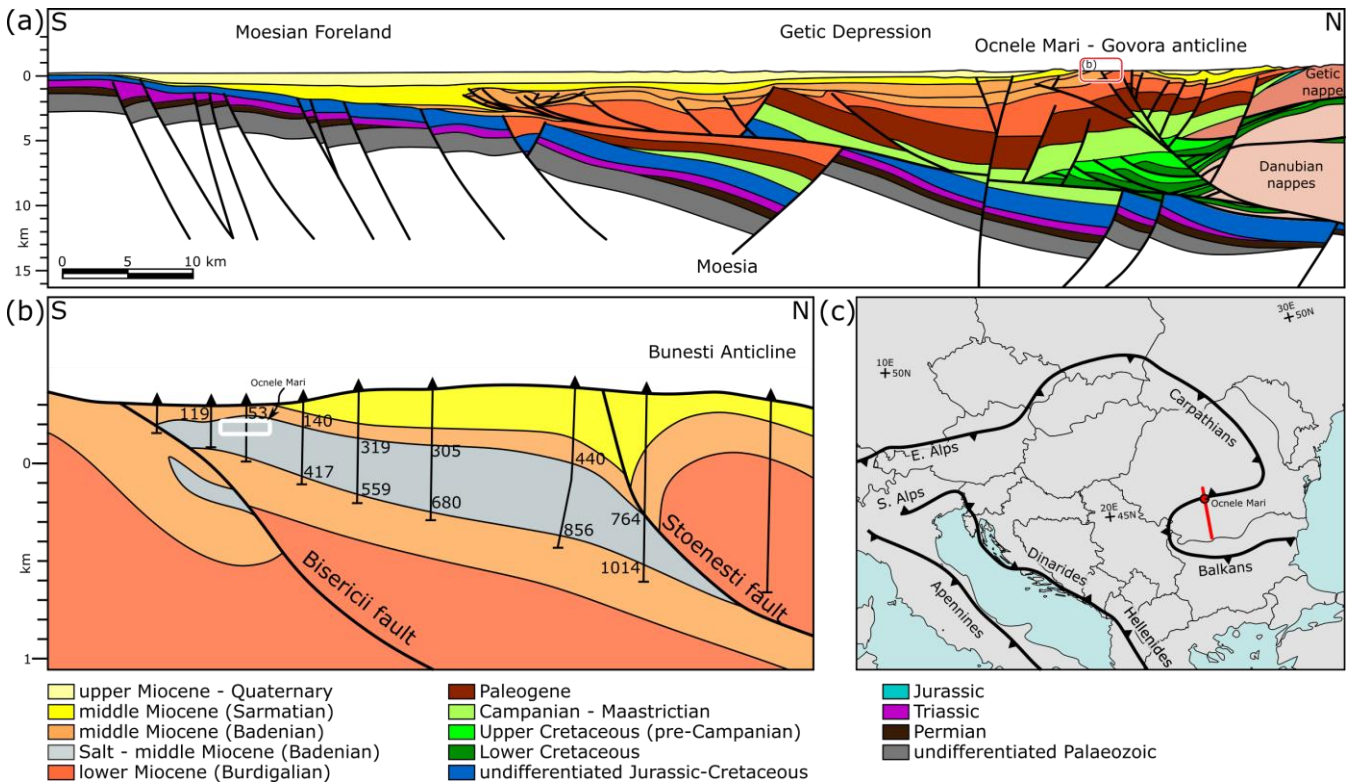 (a)
S
N
Moesian Foreland
Getic Depression
Ocnele Mari - Govora anticline
b)
Getic
nappe
0
5
10
15
km
Danubian
nappes
0 5 10 km
Moesia
(b)
S
N
Bunesti Anticline
Ocnele Mari
119
53
140
319
305
440
417
559
680
856
764
1014
0
km
1
Bisericii fault
Stoenesti fault
(c)
10E
50N
30E
50N
Carpathians
E. Alps
S. Alps
20E
45N
Ocnele Mari
Dinarides
Balkans
Apennines
Hellenides
upper Miocene - Quaternary
middle Miocene (Sarmatian)
middle Miocene (Badenian)
Salt - middle Miocene (Badenian)
lower Miocene (Burdigalian)
Paleogene
Campanian - Maastrictian
Upper Cretaceous (pre-Campanian)
Lower Cretaceous
undifferentiated Jurassic-Cretaceous
Jurassic
Triassic
Permian
undifferentiated Palaeozoic